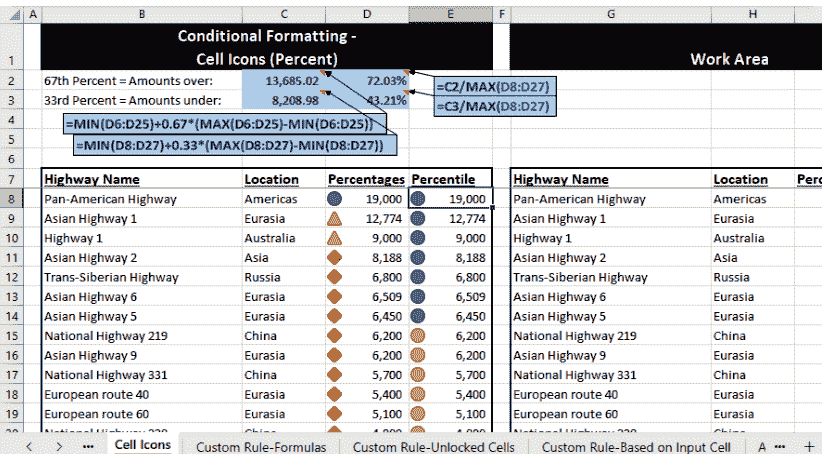 A B C D E F G H
1 Conditional Formatting -
Cell Icons (Percent) Work Area
2 67th Percent = Amounts over: 13,685.02 72.03% =C2/MAX(D8:D27)
3 33rd Percent = Amounts under: 8,208.98 43.21% =C3/MAX(D8:D27)
4 =MIN(D6:D25)+0.67*(MAX(D6:D25)-MIN(D6:D25))
5 =MIN(D8:D27)+0.33*(MAX(D8:D27)-MIN(D8:D27))
6
7 Highway Name Location Percentages Percentile Highway Name Location Perc
8 Pan-American Highway Americas 19,000 19,000 Pan-American Highway Americas
9 Asian Highway 1 Eurasia 12,774 12,774 Asian Highway 1 Eurasia
10 Highway 1 Australia 9,000 9,000 Highway 1 Australia
11 Asian Highway 2 Asia 8,188 8,188 Asian Highway 2 Asia
12 Trans-Siberian Highway Russia 6,800 6,800 Trans-Siberian Highway Russia
13 Asian Highway 6 Eurasia 6,509 6,509 Asian Highway 6 Eurasia
14 Asian Highway 5 Eurasia 6,450 6,450 Asian Highway 5 Eurasia
15 National Highway 219 China 6,200 6,200 National Highway 219 China
16 Asian Highway 9 Eurasia 6,200 6,200 Asian Highway 9 Eurasia
17 National Highway 331 China 5,700 5,700 National Highway 331 China
18 European route 40 Eurasia 5,400 5,400 European route 40 Eurasia
19 European route 60 Eurasia 5,100 5,100 European route 60 Eurasia
< > ... Cell Icons Custom Rule-Formulas Custom Rule-Unlocked Cells Custom Rule-Based on Input Cell A ... +